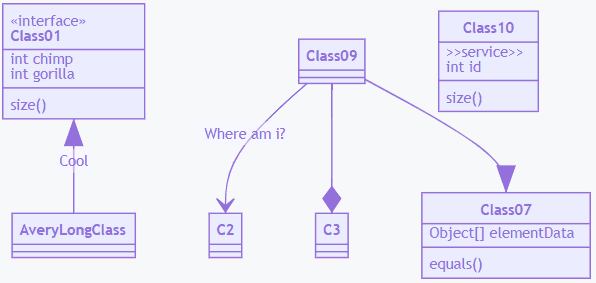 «interface»
Class01
int chimp
int gorilla
size()
Cool
AveryLongClass
Class09
Where am i?
C2
C3
Class10
>>service>>
int id
size()
Class07
Object[] elementData
equals()